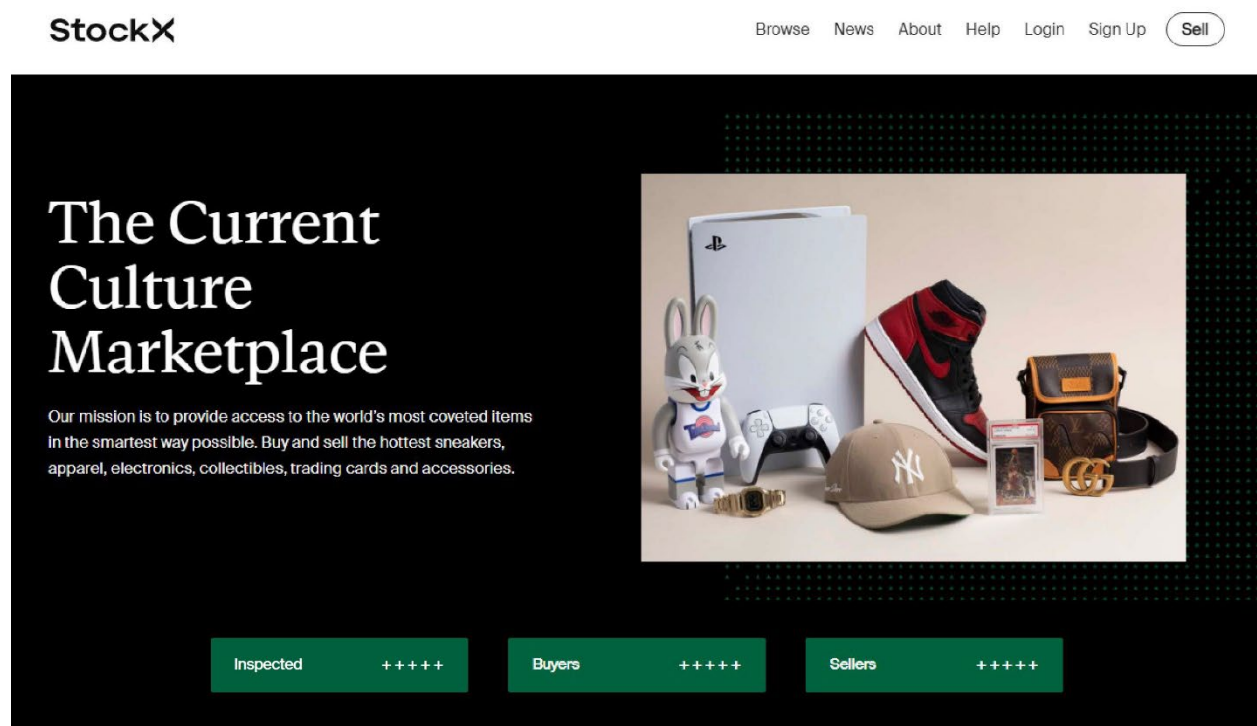 StockX
Browse News About Help Login Sign Up Sell
The Current
Culture
Marketplace
Our mission is to provide access to the world's most coveted items
in the smartest way possible. Buy and sell the hottest sneakers,
apparel, electronics, collectibles, trading cards and accessories.
NY
Inspected +++++
Buyers +++++
Sellers +++++